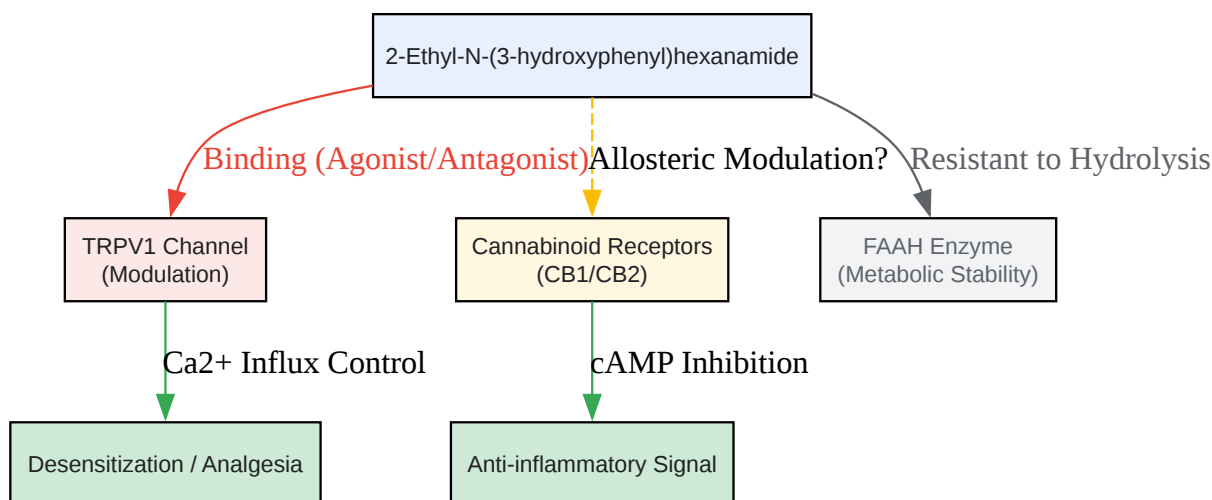 2-Ethyl-N-(3-hydroxyphenyl)hexanamide
Binding (Agonist/Antagonist)
Allosteric Modulation?
Resistant to Hydrolysis
TRPV1 Channel
(Modulation)
Cannabinoid Receptors
(CB1/CB2)
FAAH Enzyme
(Metabolic Stability)
Ca2+ Influx Control
cAMP Inhibition
Desensitization / Analgesia
Anti-inflammatory Signal